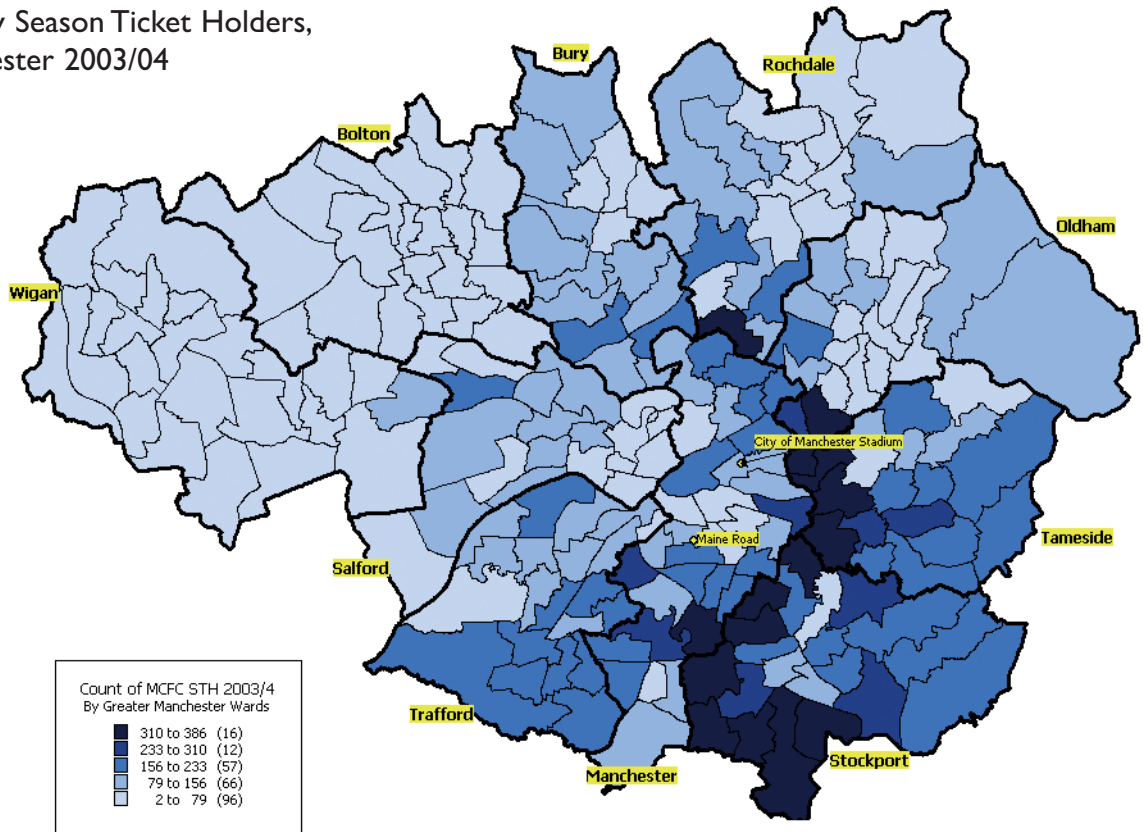 Season Ticket Holders,
2003/04
Bury
Rochdale
Bolton
Oldham
Wigan
City of Manchester Stadium
Maine Road
Tameside
Salford
Trafford
Manchester
Stockport
Count of MCFC STH 2003/4
By Greater Manchester Wards
310 to 386 (16)
233 to 310 (12)
156 to 233 (57)
79 to 156 (66)
2 to 79 (96)